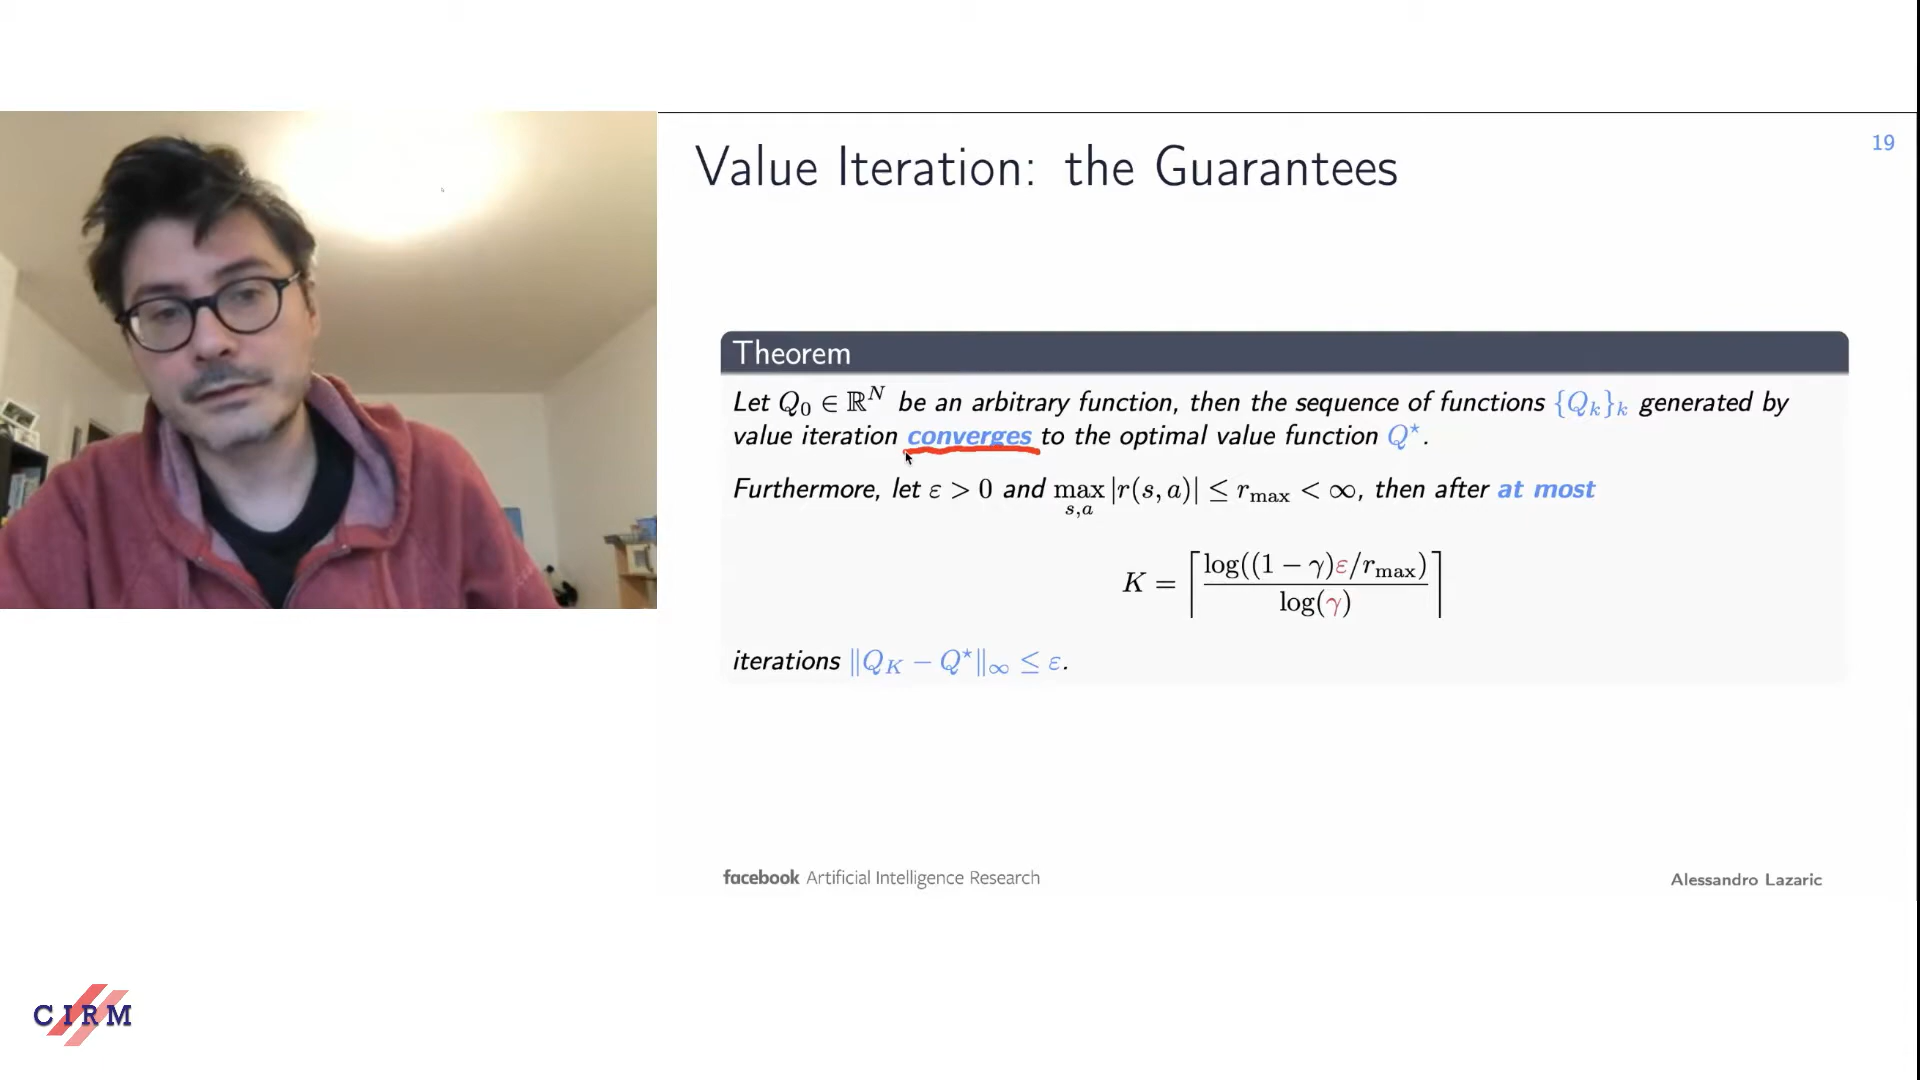 19
Value Iteration: the Guarantees
Theorem
Let Q₀ ∈ ℝᴺ be an arbitrary function, then the sequence of functions {Qₖ}ₖ generated by
value iteration converges to the optimal value function Q⋆.
Furthermore, let ε > 0 and max_{s,a} |r(s, a)| ≤ r_max < ∞, then after at most
K = ⌈ log((1 − γ)ε/r_max) / log(γ) ⌉
iterations ‖Q_K − Q⋆‖_∞ ≤ ε.
facebook Artificial Intelligence Research
Alessandro Lazaric
CIRM